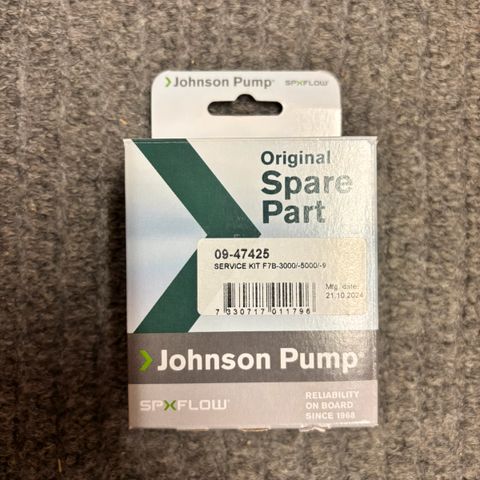 Johnson Pump®
SPXFLOW®
Original
Spare
Part
09-47425
SERVICE KIT F7B-3000/-5000/-9
Mfg. date:
21.10.2024
7 330717 011796
Johnson Pump®
SPXFLOW®
RELIABILITY
ON BOARD
SINCE 1968